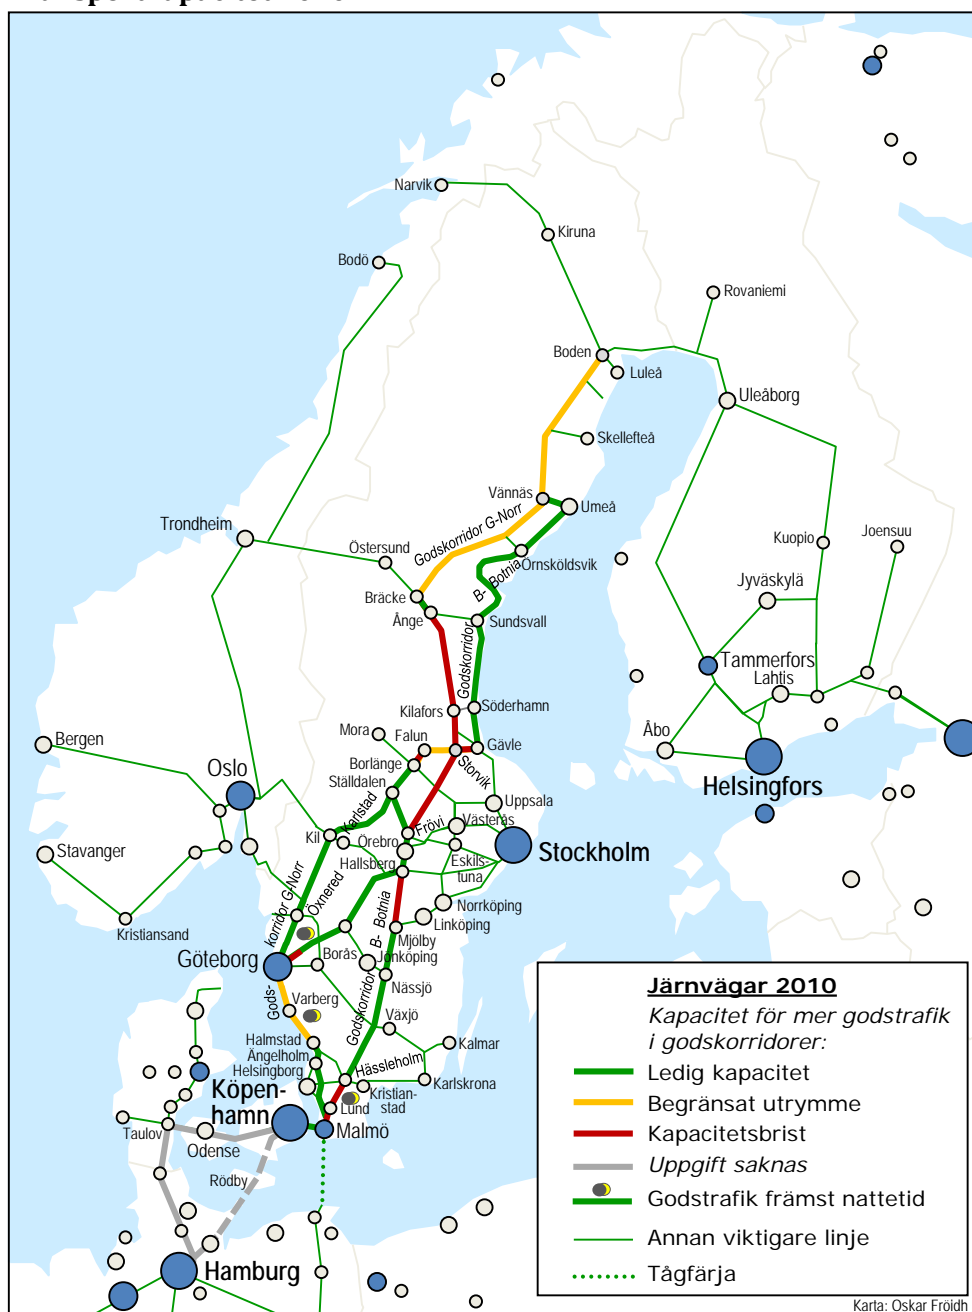 Narvik
Kiruna
Bodö
Rovaniemi
Boden
Luleå
Uleåborg
Skellefteå
Vännäs
Umeå
Godskorridor G-Norr
Trondheim
Östersund
Örnsköldsvik
B- Botnia
Kuopio
Joensuu
Jyväskylä
Bräcke
Ånge
Sundsvall
Godskorridor
Tammerfors
Lahtis
Kilafors
Söderhamn
Mora
Falun
Gävle
Åbo
Bergen
Borlänge
Storvik
Oslo
Ställdalen
Helsingfors
Uppsala
Karlstad
Västerås
Kil
Frövi
Örebro
Stockholm
Stavanger
Hallsberg
Eskils-
tuna
korridor G-Norr
Öxnered
B- Botnia
Norrköping
Linköping
Kristiansand
Mjölby
Göteborg
Borås
Jönköping
Nässjö
Gods-
Varberg
Godskorridor
Växjö
Halmstad
Kalmar
Ängelholm
Helsingborg
Hässleholm
Karlskrona
Kristian-
stad
Köpen-
hamn
Lund
Malmö
Taulov
Odense
Rödby
Hamburg
Järnvägar 2010
Kapacitet för mer godstrafik
i godskorridorer:
Ledig kapacitet
Begränsat utrymme
Kapacitetsbrist
Uppgift saknas
Godstrafik främst nattetid
Annan viktigare linje
Tågfärja
Karta: Oskar Fröidh